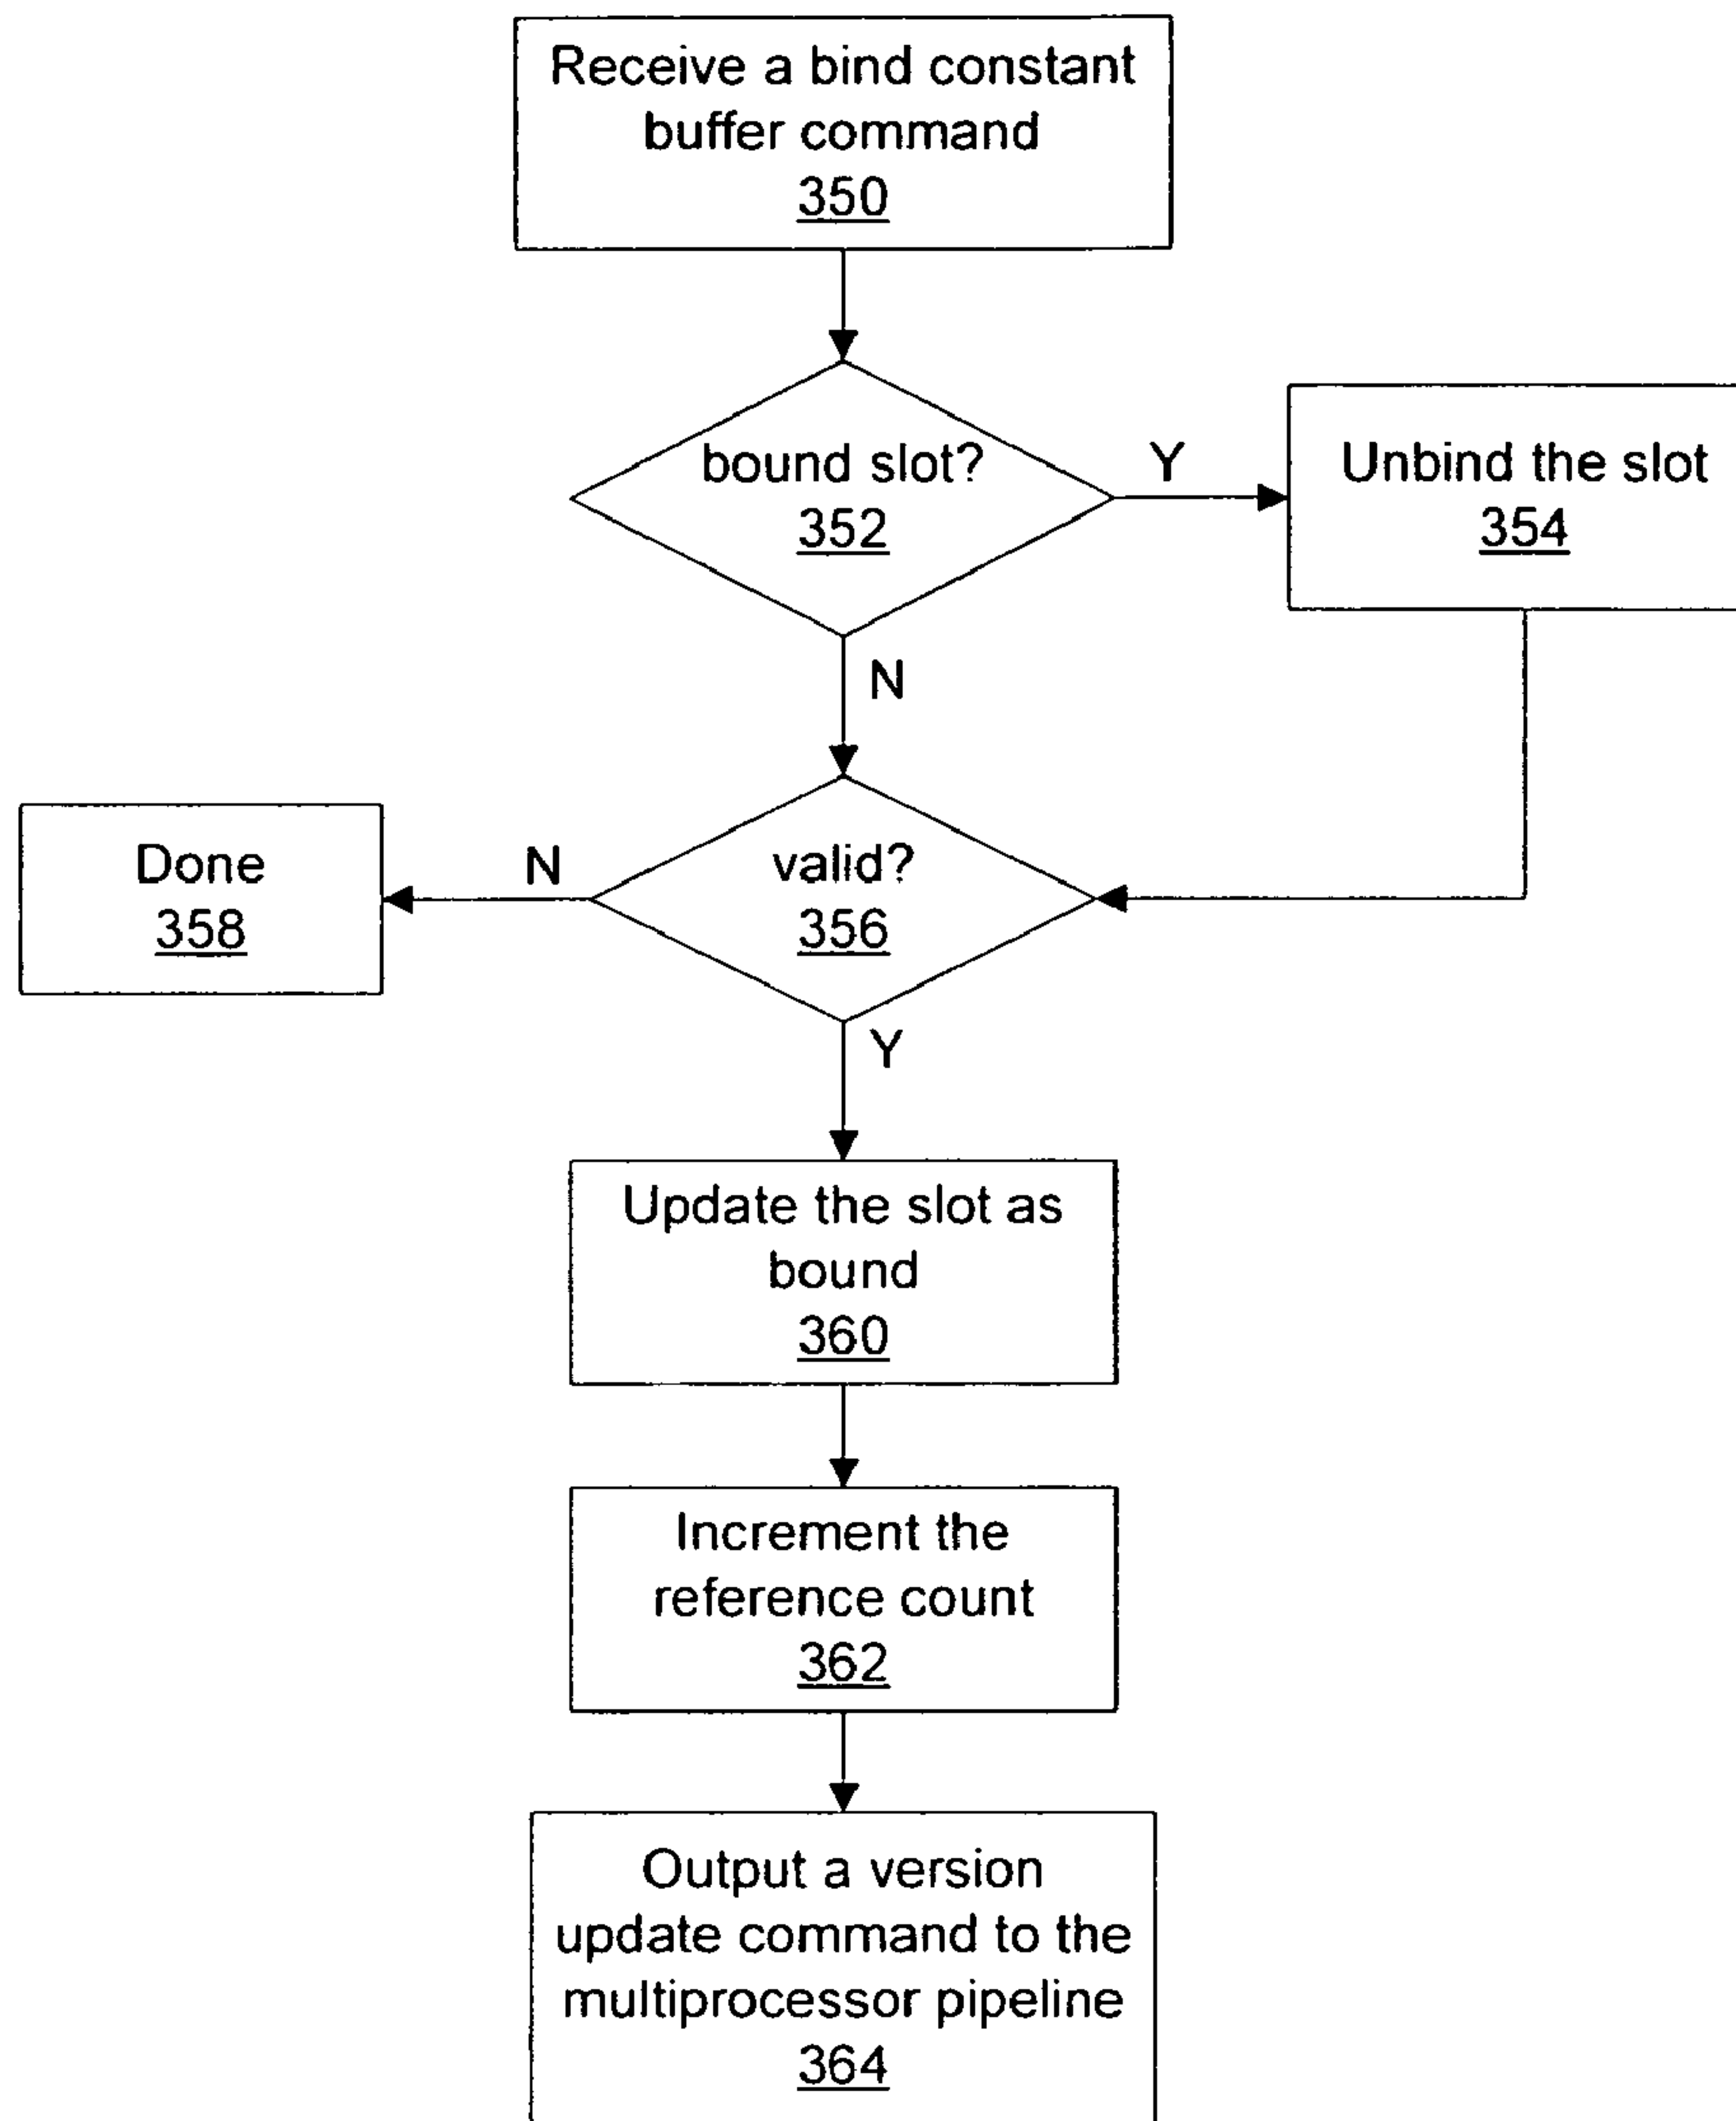 Receive a bind constant
buffer command
350
bound slot?
352
Y
Unbind the slot
354
N
Done
358
N
valid?
356
Y
Update the slot as
bound
360
Increment the
reference count
362
Output a version
update command to the
multiprocessor pipeline
364